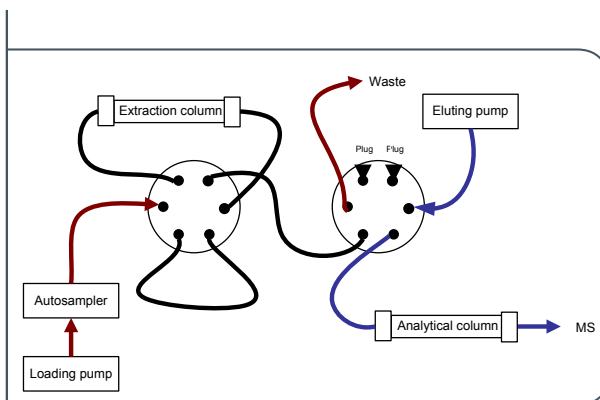 Waste
Eluting pump
Extraction column
Plug
Plug
Autosampler
Analytical column
MS
Loading pump